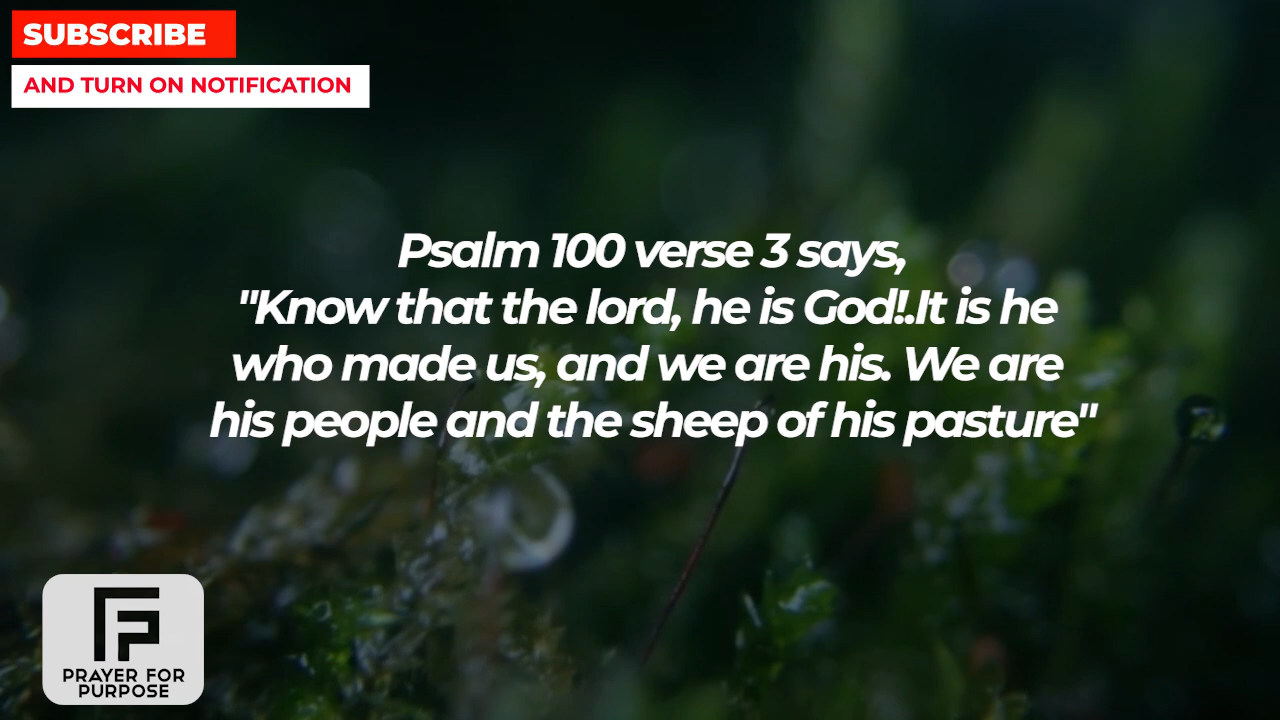 SUBSCRIBE
AND TURN ON NOTIFICATION
Psalm 100 verse 3 says,
"Know that the lord, he is God!.It is he
who made us, and we are his. We are
his people and the sheep of his pasture"
FP
PRAYER FOR
PURPOSE